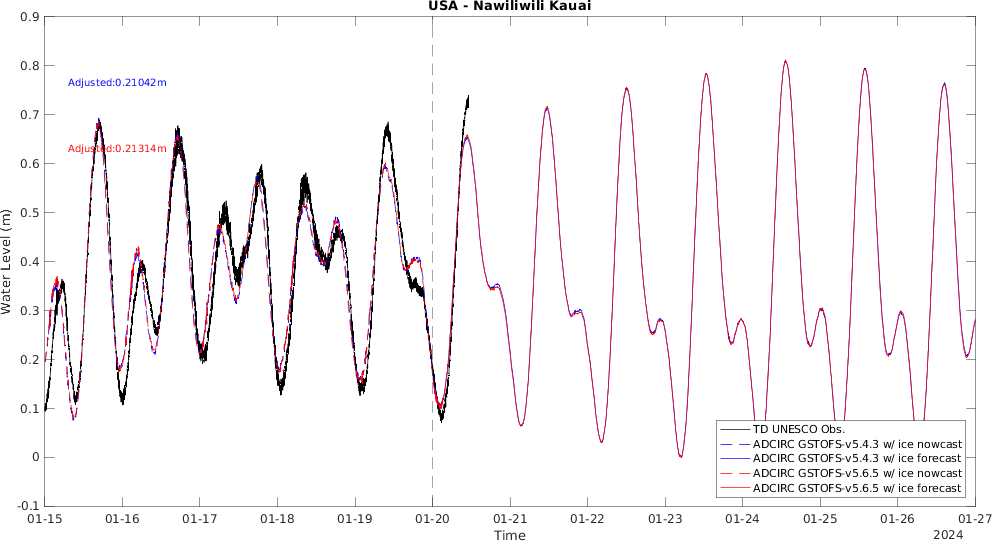 USA - Nawiliwili Kauai
0.9
0.8
0.7
0.6
0.5
0.4
0.3
0.2
0.1
0
-0.1
Water Level (m)
Adjusted:0.21042m
Adjusted:0.21314m
TD UNESCO Obs.
ADCIRC GSTOFS-v5.4.3 w/ ice nowcast
ADCIRC GSTOFS-v5.4.3 w/ ice forecast
ADCIRC GSTOFS-v5.6.5 w/ ice nowcast
ADCIRC GSTOFS-v5.6.5 w/ ice forecast
01-15 01-16 01-17 01-18 01-19 01-20 01-21 01-22 01-23 01-24 01-25 01-26 01-27
Time
2024